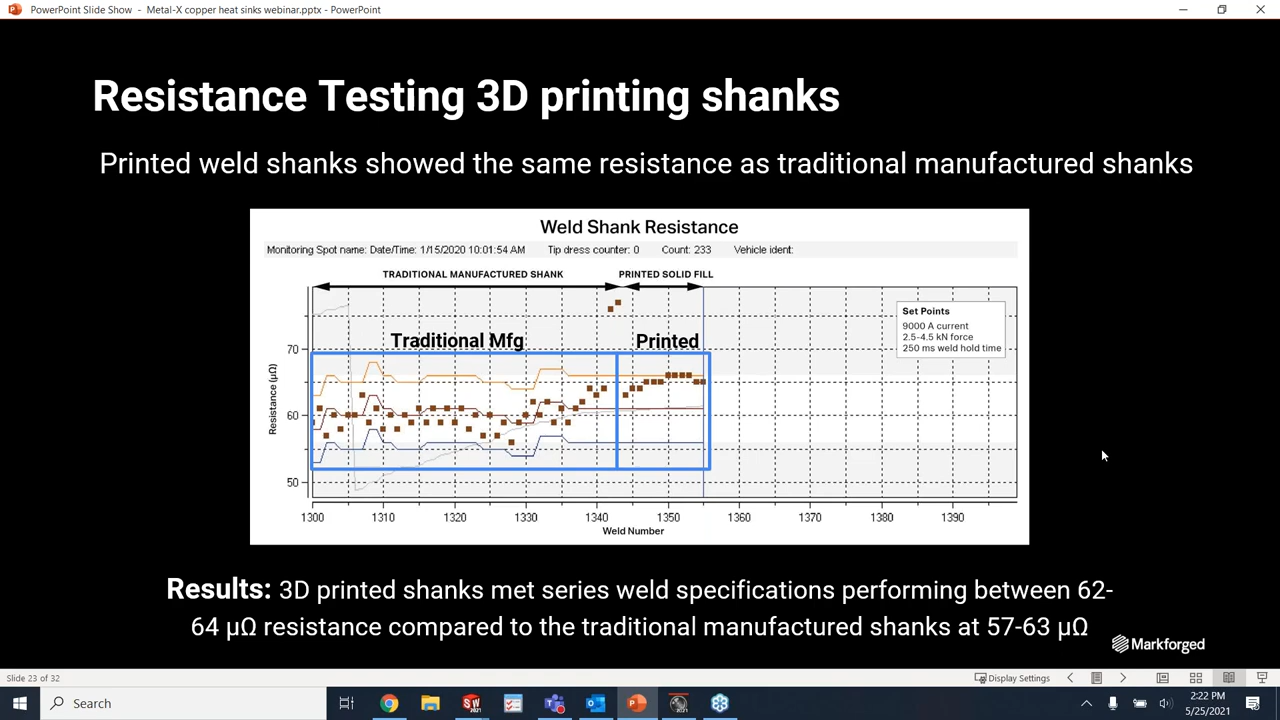 PowerPoint Slide Show - Metal-X copper heat sinks webinar.pptx - PowerPoint
Resistance Testing 3D printing shanks
Printed weld shanks showed the same resistance as traditional manufactured shanks
Weld Shank Resistance
Monitoring Spot name: Date/Time: 1/15/2020 10:01:54 AM Tip dress counter: 0 Count: 233 Vehicle ident:
TRADITIONAL MANUFACTURED SHANK PRINTED SOLID FILL
Set Points
9000 A current
2.5-4.5 kN force
250 ms weld hold time
Traditional Mfg Printed
70
60
50
Resistance (µΩ)
1300 1310 1320 1330 1340 1350 1360 1370 1380 1390
Weld Number
Results: 3D printed shanks met series weld specifications performing between 62-
64 µΩ resistance compared to the traditional manufactured shanks at 57-63 µΩ
Markforged
Slide 23 of 32
Display Settings
Search
SW
2021
2021
2:22 PM
5/25/2021